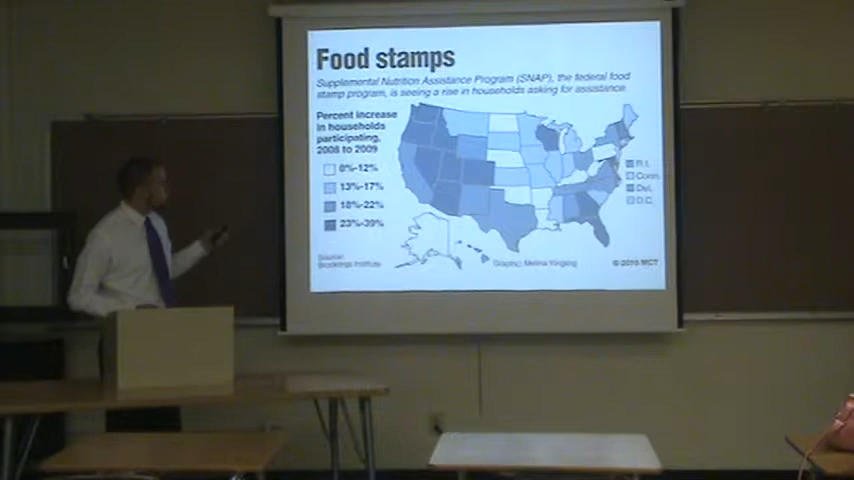 Food stamps
Supplemental Nutrition Assistance Program (SNAP), the federal food
stamp program, is seeing a rise in households asking for assistance.
Percent increase
in households
participating,
2008 to 2009
0%-12%
13%-17%
18%-22%
23%-39%
R.I.
Conn.
Del.
D.C.
Source:
Brookings Institute
Graphic: Melina Yingling
© 2010 MCT